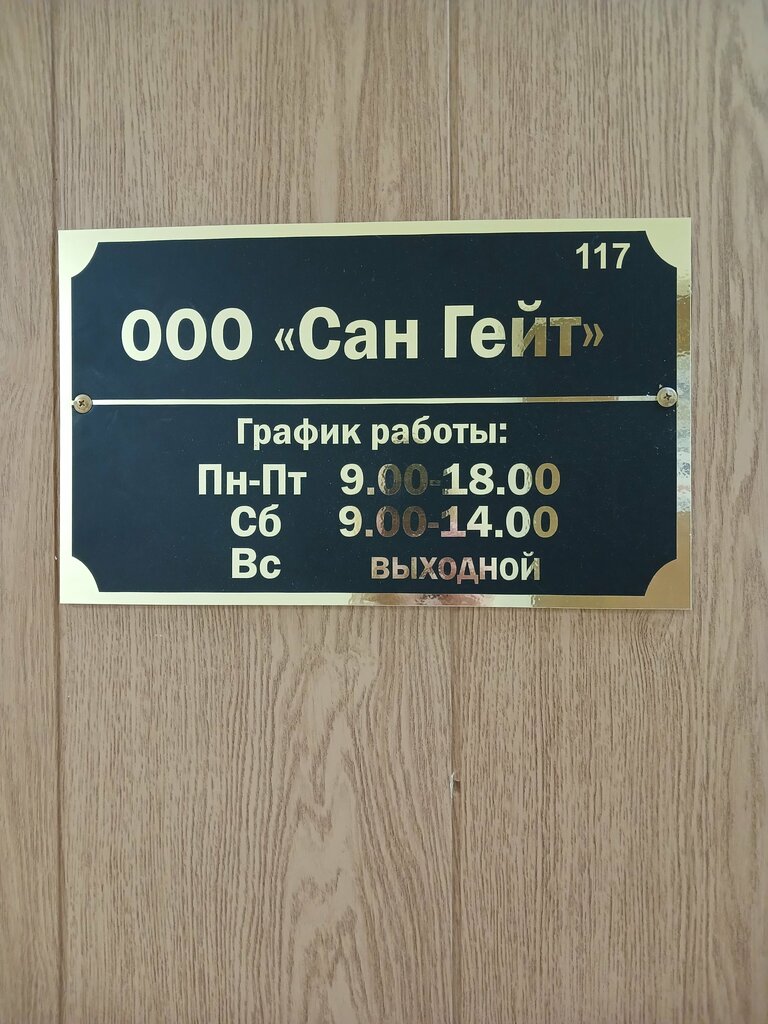 117
ООО «Сан Гейт»
График работы:
Пн-Пт 9.00-18.00
Сб 9.00-14.00
Вс выходной